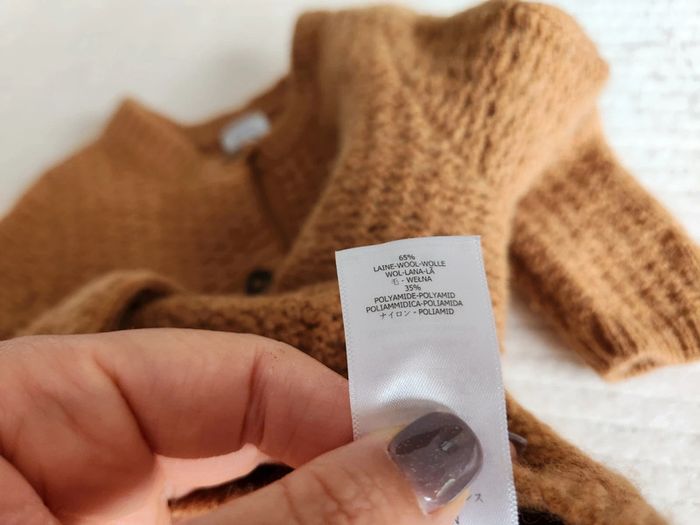 65%
LAINE-WOOL-WOLLE
WOL-LANA-LÃ
毛 - WEŁNA
35%
POLYAMIDE-POLYAMID
POLIAMMIDICA-POLIAMIDA
ナイロン - POLIAMID
ス